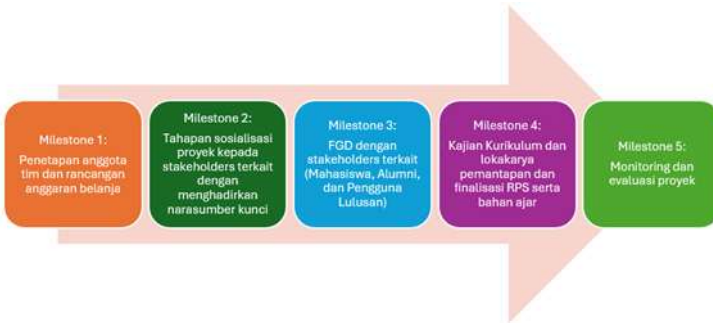 Milestone 1:
Penetapan anggota
tim dan rancangan
anggaran belanja
Milestone 2:
Tahapan sosialisasi
proyek kepada
stakeholders terkait
dengan
menghadirkan
narasumber kunci
Milestone 3:
FGD dengan
stakeholders terkait
(Mahasiswa, Alumni,
dan Pengguna
Lulusan)
Milestone 4:
Kajian Kurikulum dan
lokakarya
pemantapan dan
finalisasi RPS serta
bahan ajar
Milestone 5:
Monitoring dan
evaluasi proyek